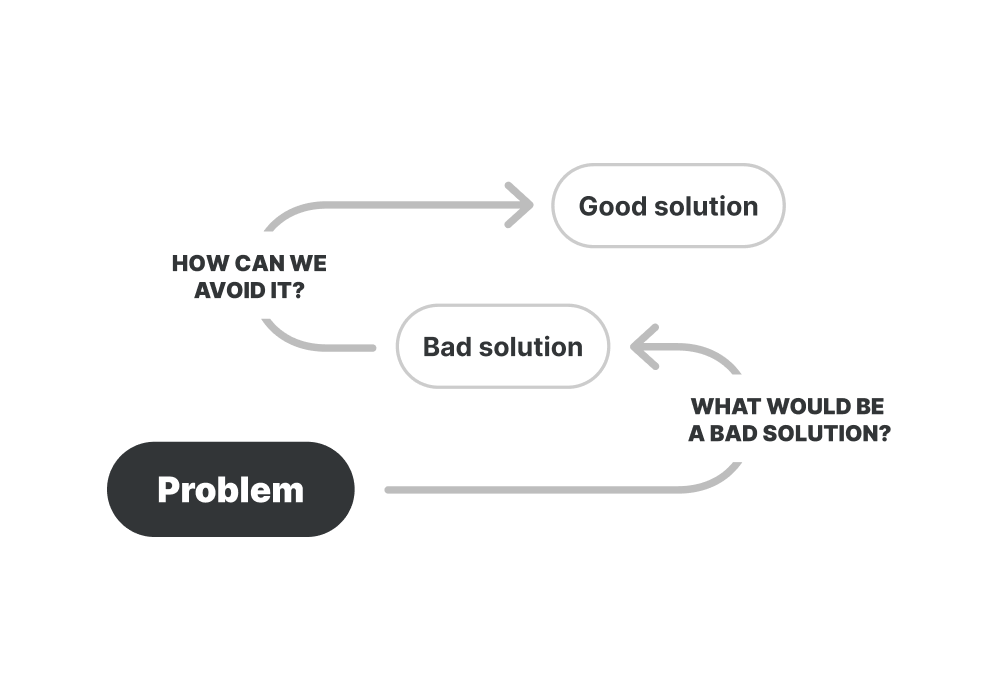 Good solution
HOW CAN WE
AVOID IT?
Bad solution
WHAT WOULD BE
A BAD SOLUTION?
Problem